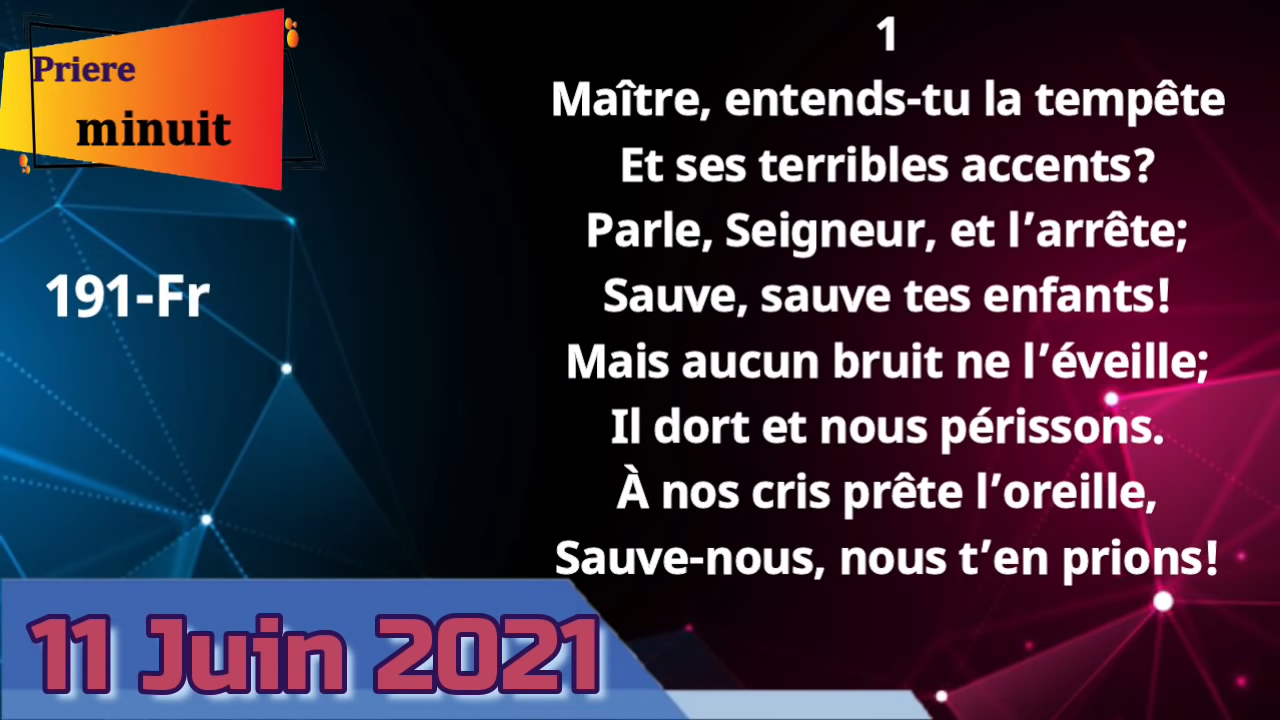 Priere
minuit
191-Fr
1
Maître, entends-tu la tempête
Et ses terribles accents?
Parle, Seigneur, et l’arrête;
Sauve, sauve tes enfants!
Mais aucun bruit ne l’éveille;
Il dort et nous périssons.
À nos cris prête l’oreille,
Sauve-nous, nous t’en prions!
11 Juin 2021